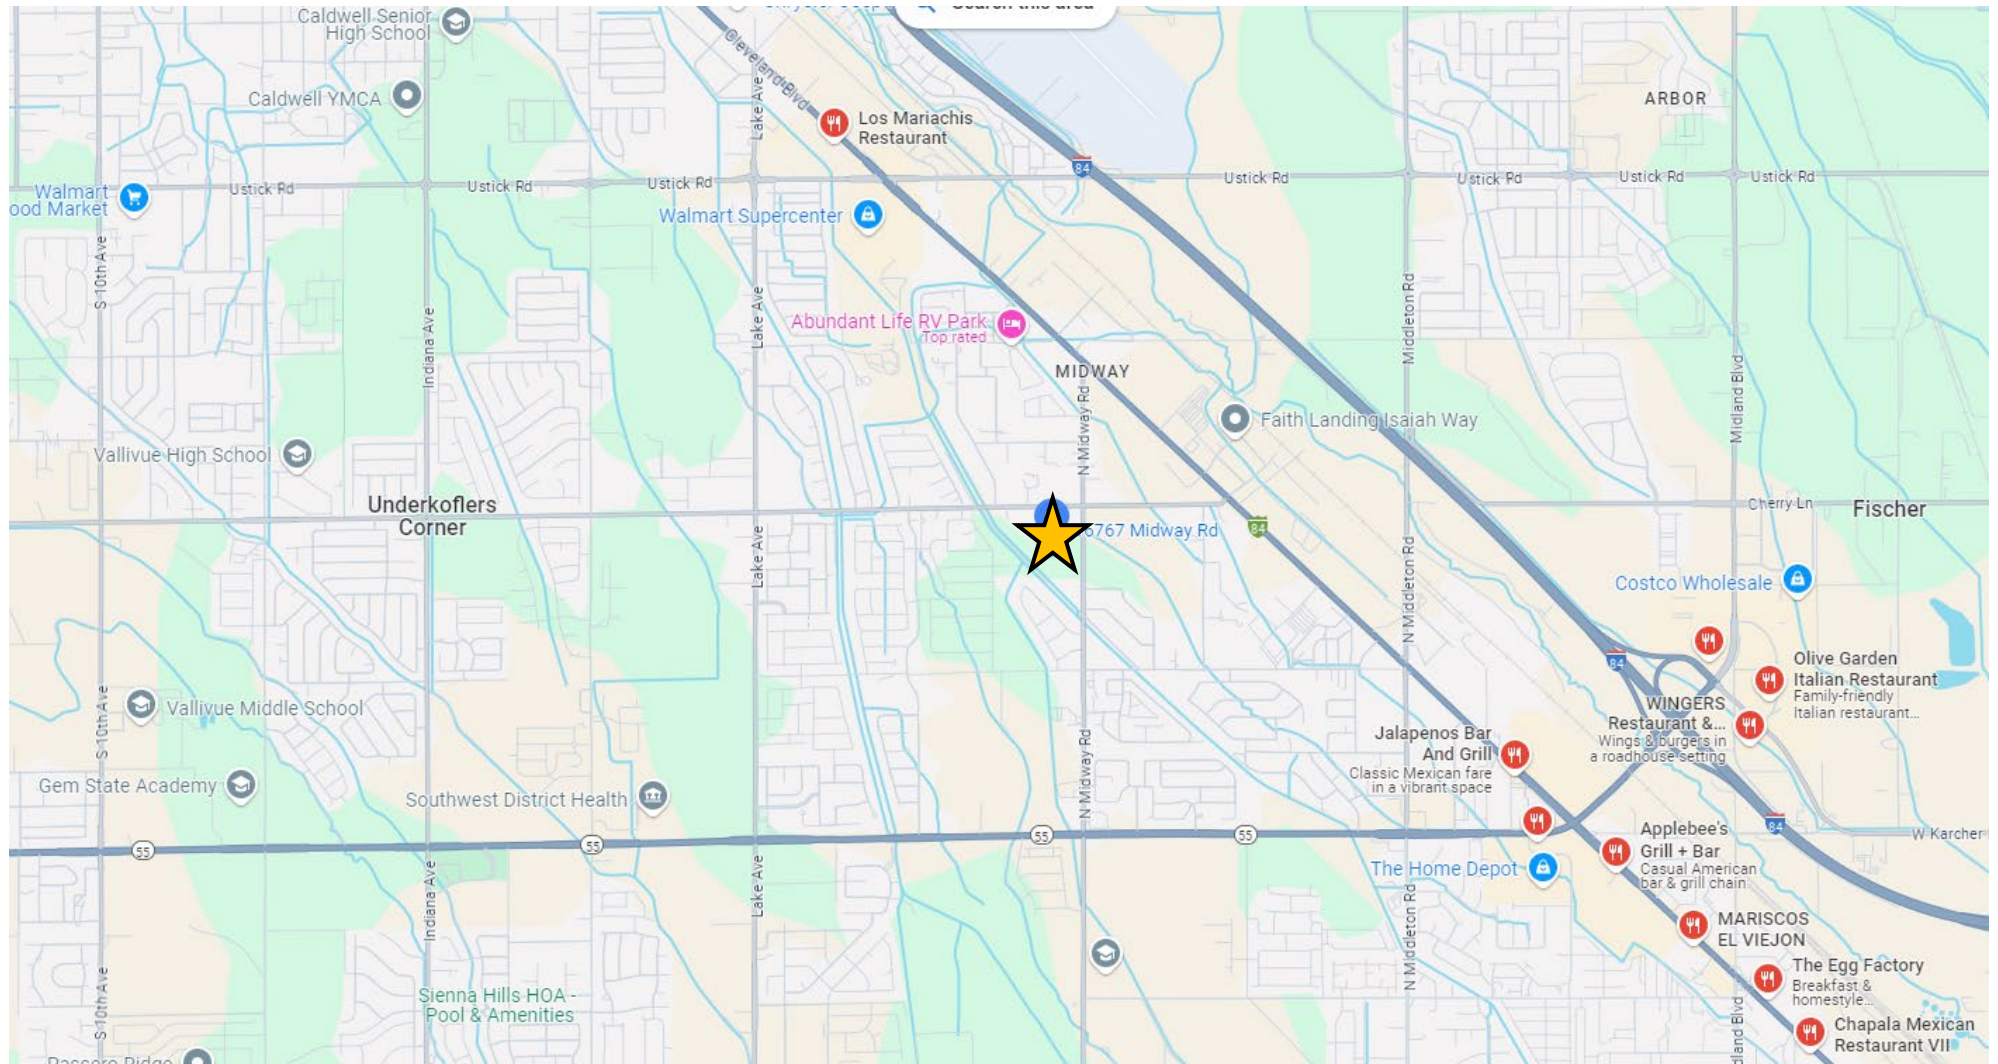 Caldwell Senior
High School
Search this area
Cleveland Blvd
Caldwell YMCA
Lake Ave
Los Mariachis
Restaurant
ARBOR
84
Walmart
ood Market
Ustick Rd
Ustick Rd
Ustick Rd
Ustick Rd
Ustick Rd
Ustick Rd
Ustick Rd
Walmart Supercenter
S 10th Ave
Indiana Ave
Lake Ave
Middleton Rd
Abundant Life RV Park
Top rated
MIDWAY
N Midway Rd
Midland Blvd
Faith Landing Isaiah Way
Vallivue High School
Underkoflers
Corner
Cherry Ln
Fischer
6767 Midway Rd
84
Lake Ave
N Middleton Rd
Costco Wholesale
84
Olive Garden
Italian Restaurant
Family-friendly
Italian restaurant...
S 10th Ave
Vallivue Middle School
WINGERS
Restaurant &...
Wings & burgers in
a roadhouse setting
Jalapenos Bar
And Grill
Classic Mexican fare
in a vibrant space
N Midway Rd
Gem State Academy
Southwest District Health
55
55
55
55
84
W Karcher
Applebee's
Grill + Bar
Casual American
bar & grill chain
The Home Depot
Indiana Ave
Lake Ave
N Middleton Rd
MARISCOS
EL VIEJON
The Egg Factory
Breakfast &
homestyle...
S 10th Ave
Sienna Hills HOA -
Pool & Amenities
dland Blvd
Chapala Mexican
Restaurant VII